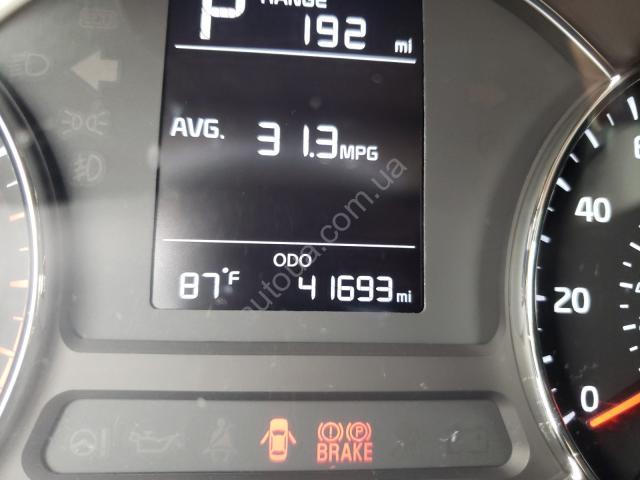 P RANGE
192 mi
AVG. 31.3 MPG
ODO
87°F 41693 mi
40
20
0
BRAKE
autoua.com.ua